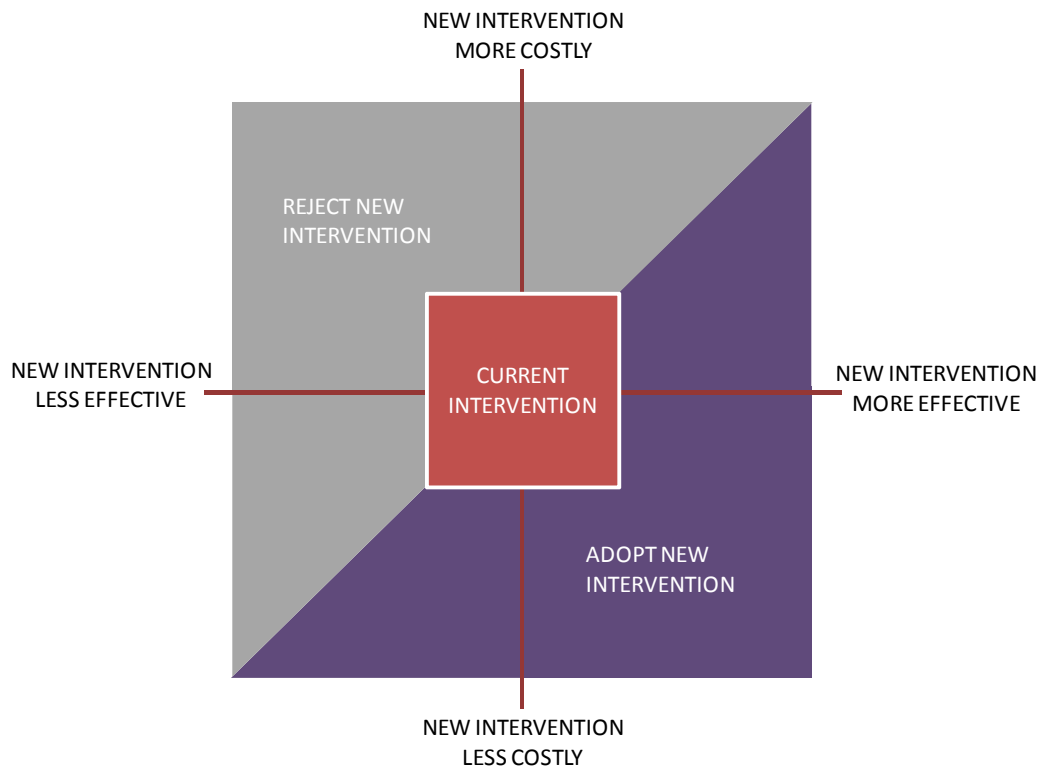 NEW INTERVENTION
MORE COSTLY
REJECT NEW
INTERVENTION
NEW INTERVENTION
LESS EFFECTIVE
CURRENT
INTERVENTION
NEW INTERVENTION
MORE EFFECTIVE
ADOPT NEW
INTERVENTION
NEW INTERVENTION
LESS COSTLY